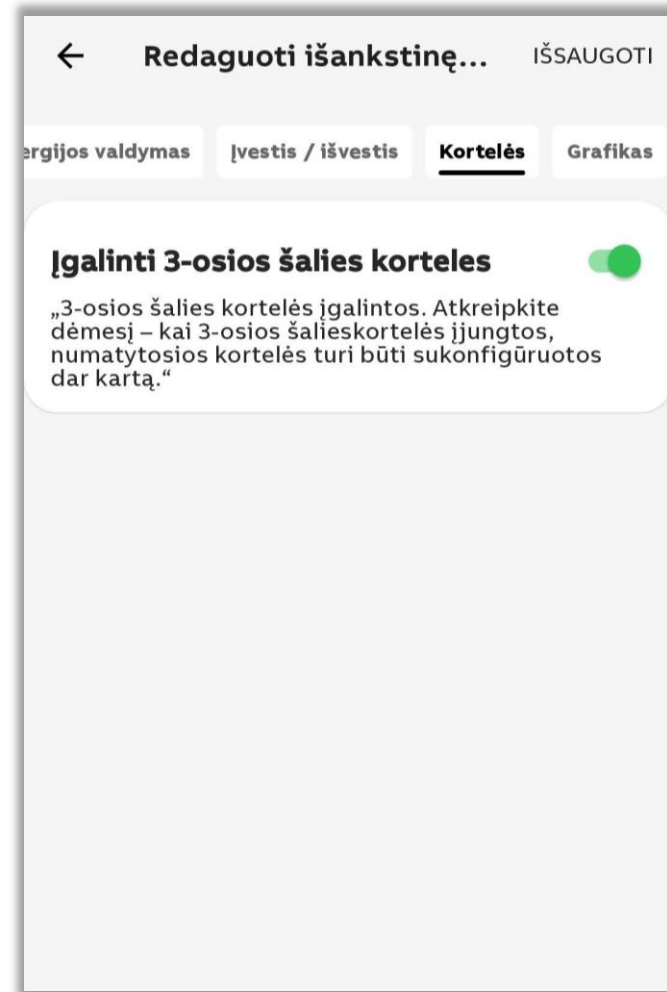 ← Redaguoti išankstinę... IŠSAUGOTI
ergijos valdymas Įvestis / išvestis Kortelės Grafikas
Įgalinti 3-osios šalies korteles
„3-osios šalies kortelės įgalintos. Atkreipkite
dėmesį – kai 3-osios šalieskortelės įjungtos,
numatytosios kortelės turi būti sukonfigūruotos
dar kartą.“